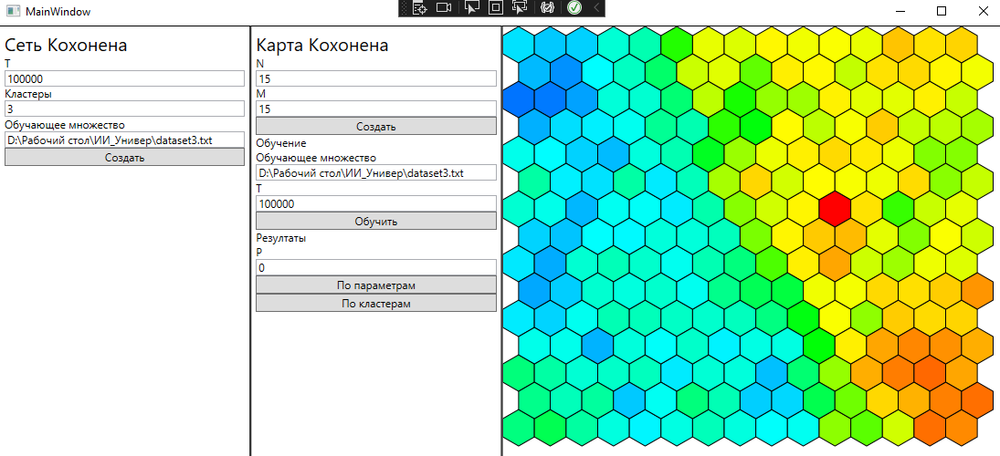 MainWindow
Сеть Кохонена
T
100000
Кластеры
3
Обучающее множество
D:\Рабочий стол\ИИ_Универ\dataset3.txt
Создать
Карта Кохонена
N
15
M
15
Создать
Обучение
Обучающее множество
D:\Рабочий стол\ИИ_Универ\dataset3.txt
T
100000
Обучить
Результаты
P
0
По параметрам
По кластерам